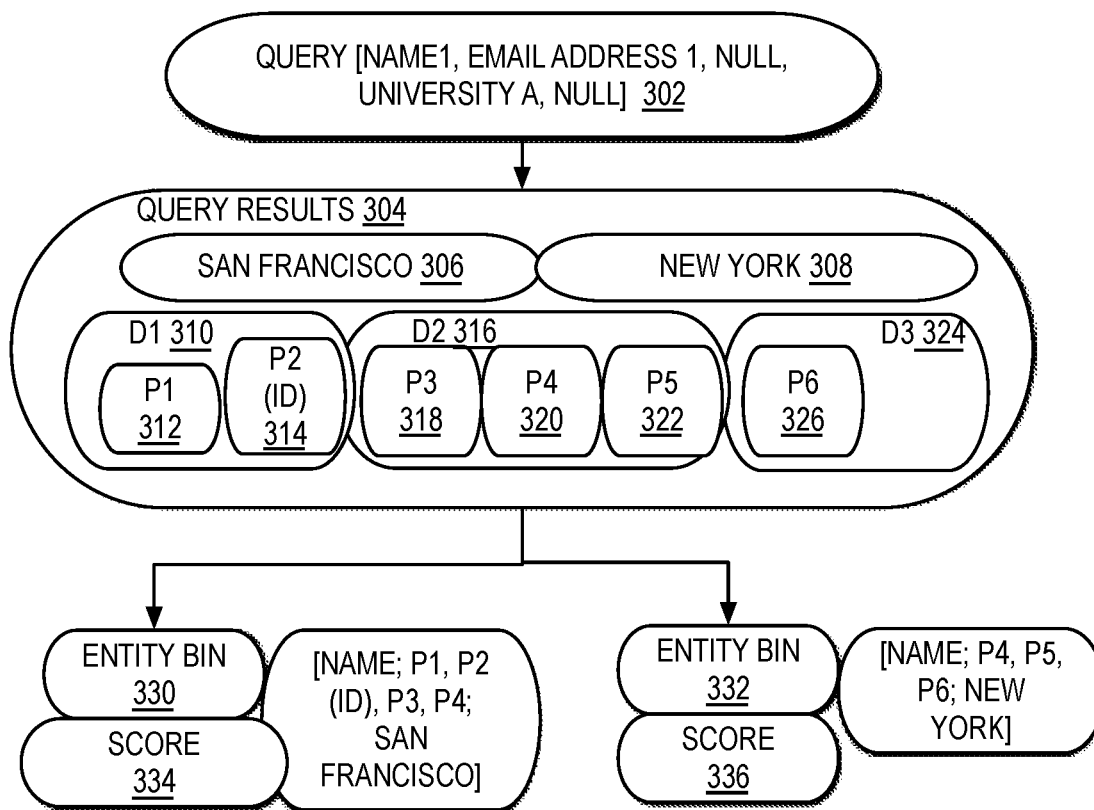 QUERY [NAME1, EMAIL ADDRESS 1, NULL,
UNIVERSITY A, NULL] 302
QUERY RESULTS 304
SAN FRANCISCO 306
NEW YORK 308
D1 310
D2 316
D3 324
P1
312
P2
(ID)
314
P3
318
P4
320
P5
322
P6
326
ENTITY BIN
330
SCORE
334
[NAME; P1, P2
(ID), P3, P4;
SAN
FRANCISCO]
ENTITY BIN
332
SCORE
336
[NAME; P4, P5,
P6; NEW
YORK]